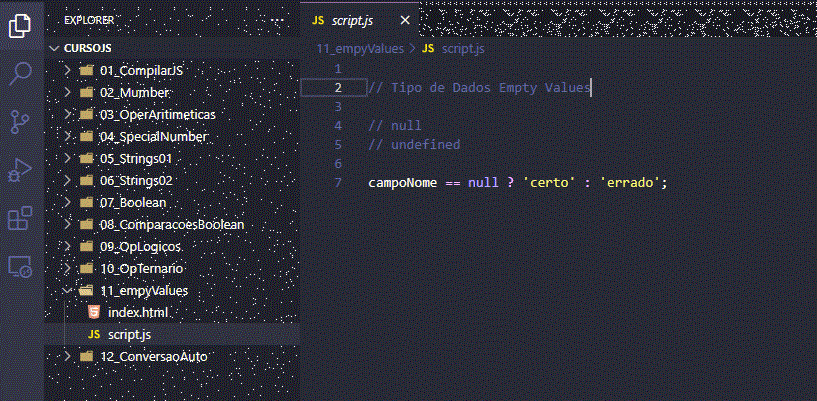 EXPLORER ...
CURSOJS
01_CompilarJS
02_Mumber
03_OperAritimeticas
04_SpecialNumber
05_Strings01
06_Strings02
07_Boolean
08_ComparacoesBoolean
09_OpLogicos
10_OpTernario
11_empyValues
index.html
JS script.js
12_ConversaoAuto
JS script.js
11_empyValues > JS script.js
1
2 // Tipo de Dados Empty Values
3
4 // null
5 // undefined
6
7 campoNome == null ? 'certo' : 'errado';